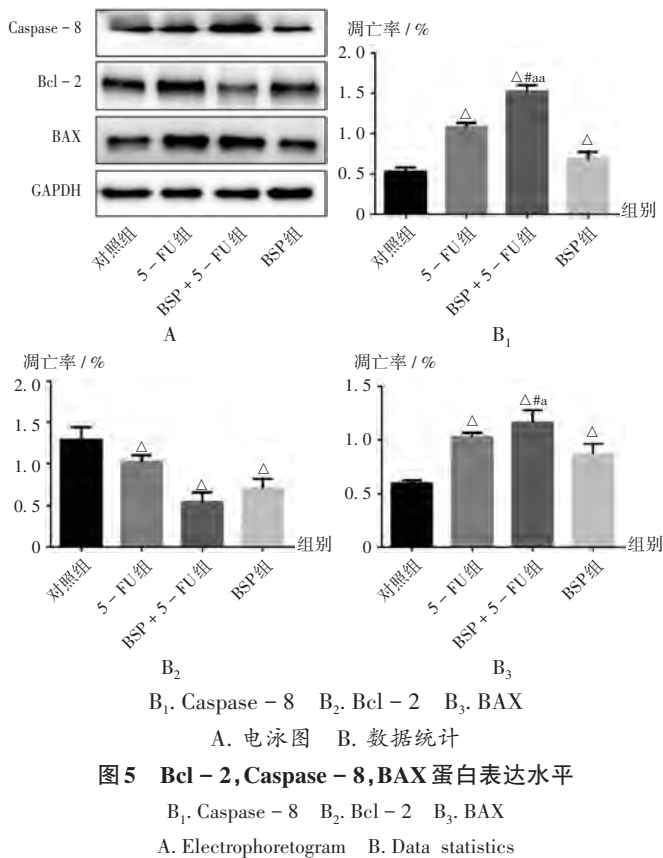 Caspase - 8
Bcl - 2
BAX
GAPDH
对照组
5 - FU组
BSP + 5 - FU组
BSP组
A
凋亡率 / %
2.0
1.5
1.0
0.5
0
△
△#aa
△
组别
对照组
5 - FU组
BSP + 5 - FU组
BSP组
B₁
凋亡率 / %
2.0
1.5
1.0
0.5
0
△
△
△
组别
对照组
5 - FU组
BSP + 5 - FU组
BSP组
B₂
凋亡率 / %
1.5
1.0
0.5
0
△
△#a
△
组别
对照组
5 - FU组
BSP + 5 - FU组
BSP组
B₃
B₁. Caspase - 8 B₂. Bcl - 2 B₃. BAX
A. 电泳图 B. 数据统计
图5 Bcl - 2,Caspase - 8,BAX蛋白表达水平
B₁. Caspase - 8 B₂. Bcl - 2 B₃. BAX
A. Electrophoretogram B. Data statistics